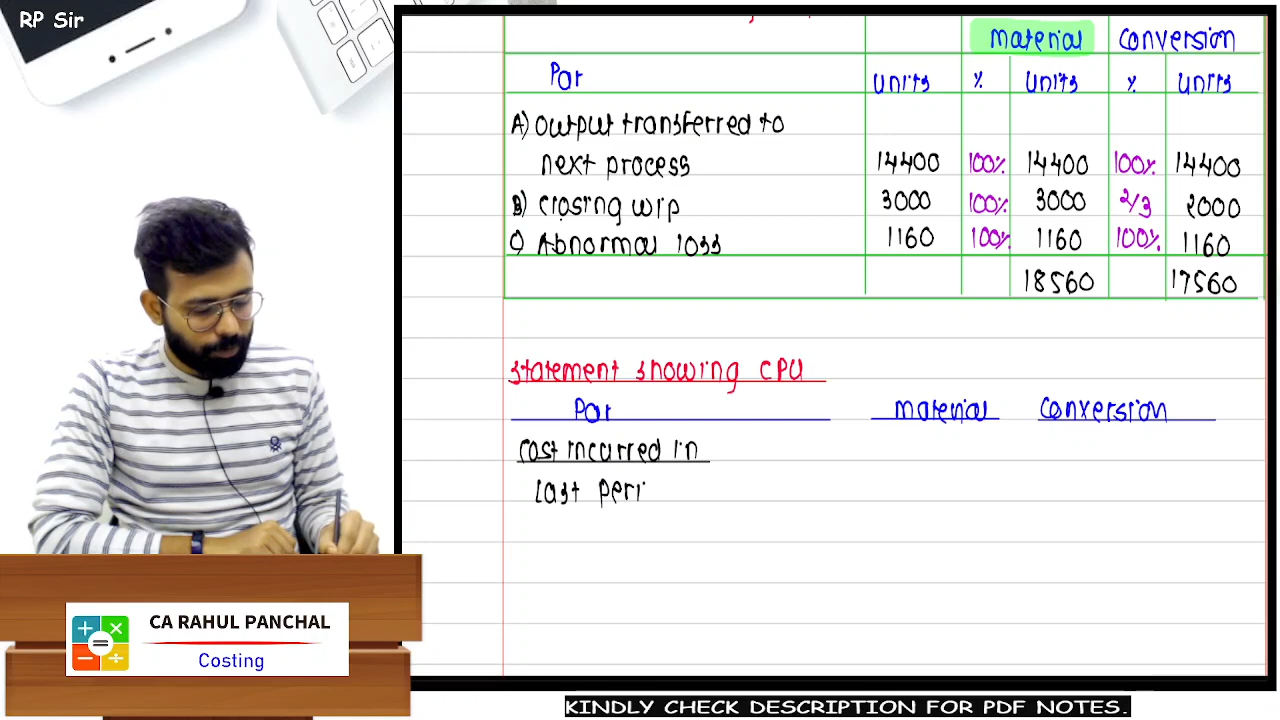 RP Sir
Material Conversion
Par Units % Units % Units
A) Output transferred to
next process 14400 100% 14400 100% 14400
B) Closing WIP 3000 100% 3000 2/3 2000
C) Abnormal loss 1160 100% 1160 100% 1160
18560 17560
Statement showing CPU
Par Material Conversion
Cost incurred in
last peri
CA RAHUL PANCHAL
Costing
KINDLY CHECK DESCRIPTION FOR PDF NOTES.